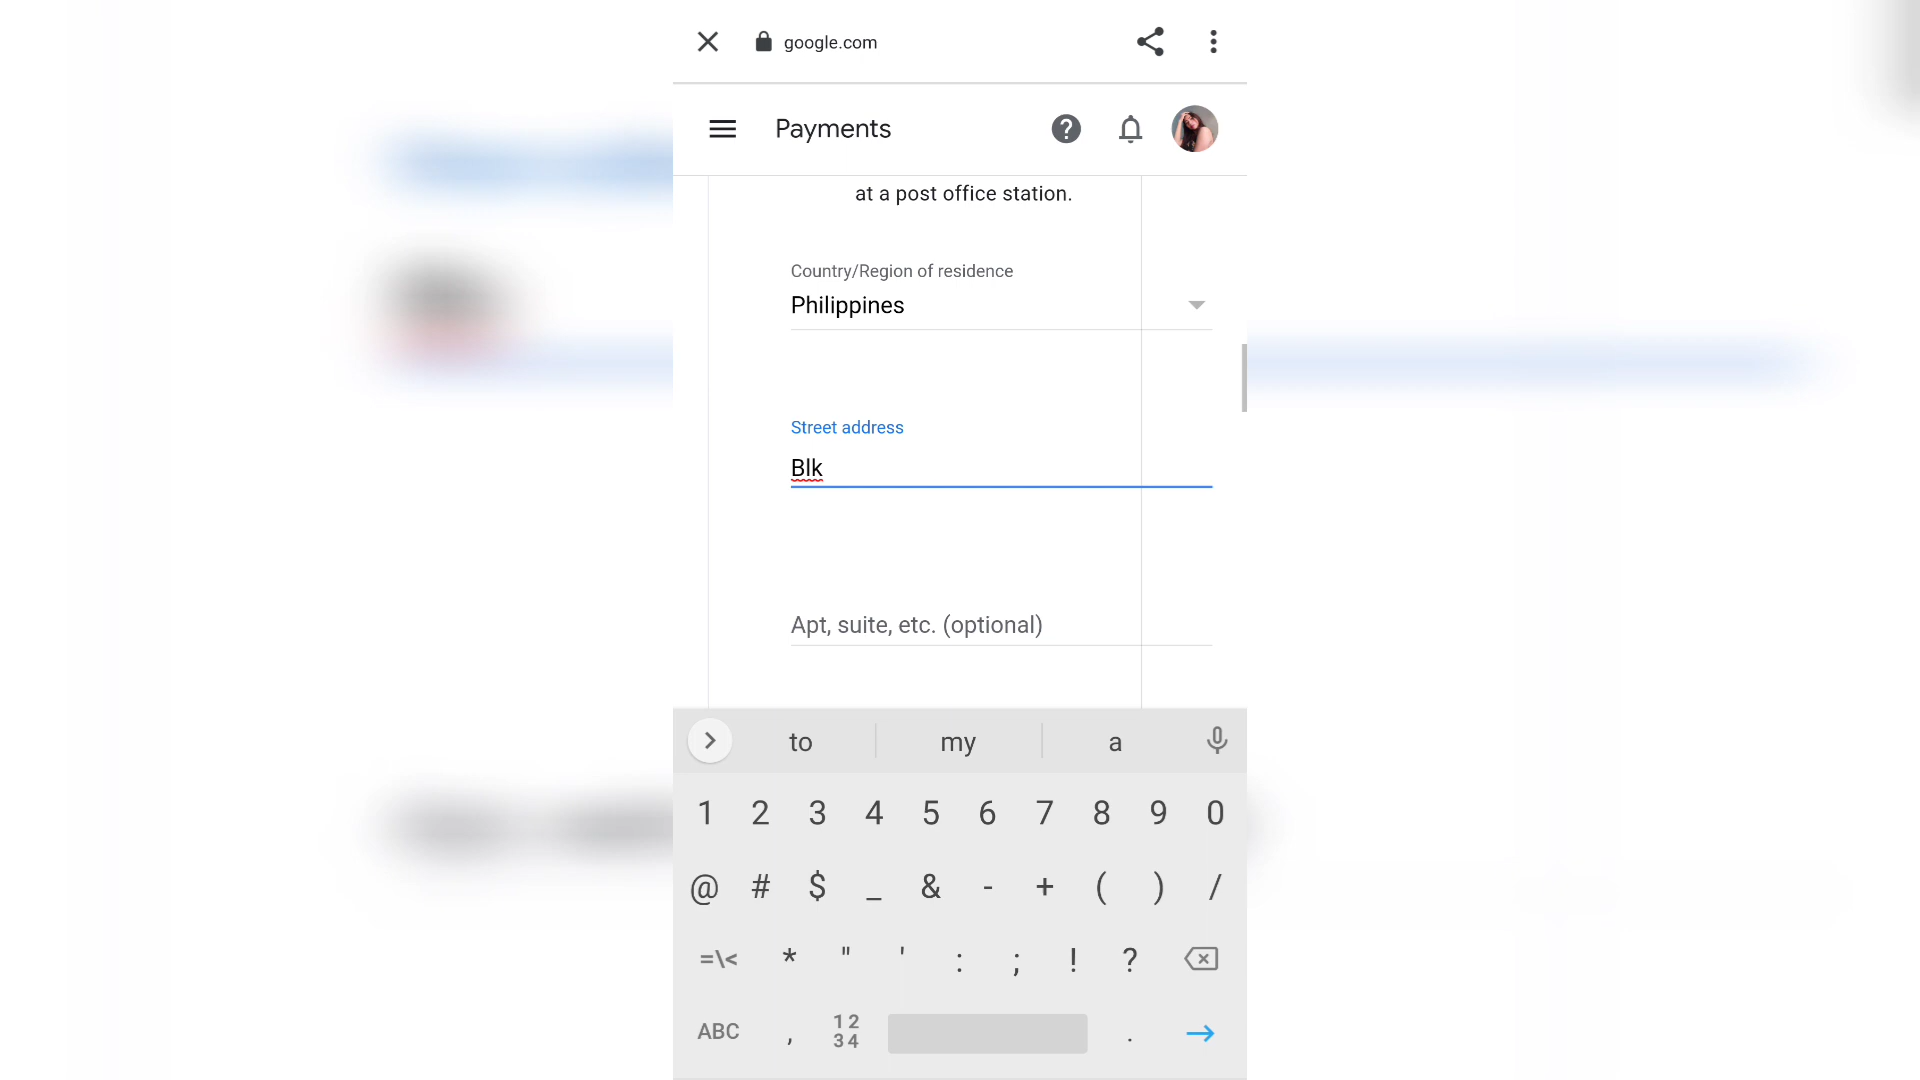 google.com
Payments
at a post office station.
Country/Region of residence
Philippines
Street address
Blk
Apt, suite, etc. (optional)
to my a
1 2 3 4 5 6 7 8 9 0
@ # $ _ & - + ( ) /
=\< * " ' : ; ! ?
ABC , 12 34 .